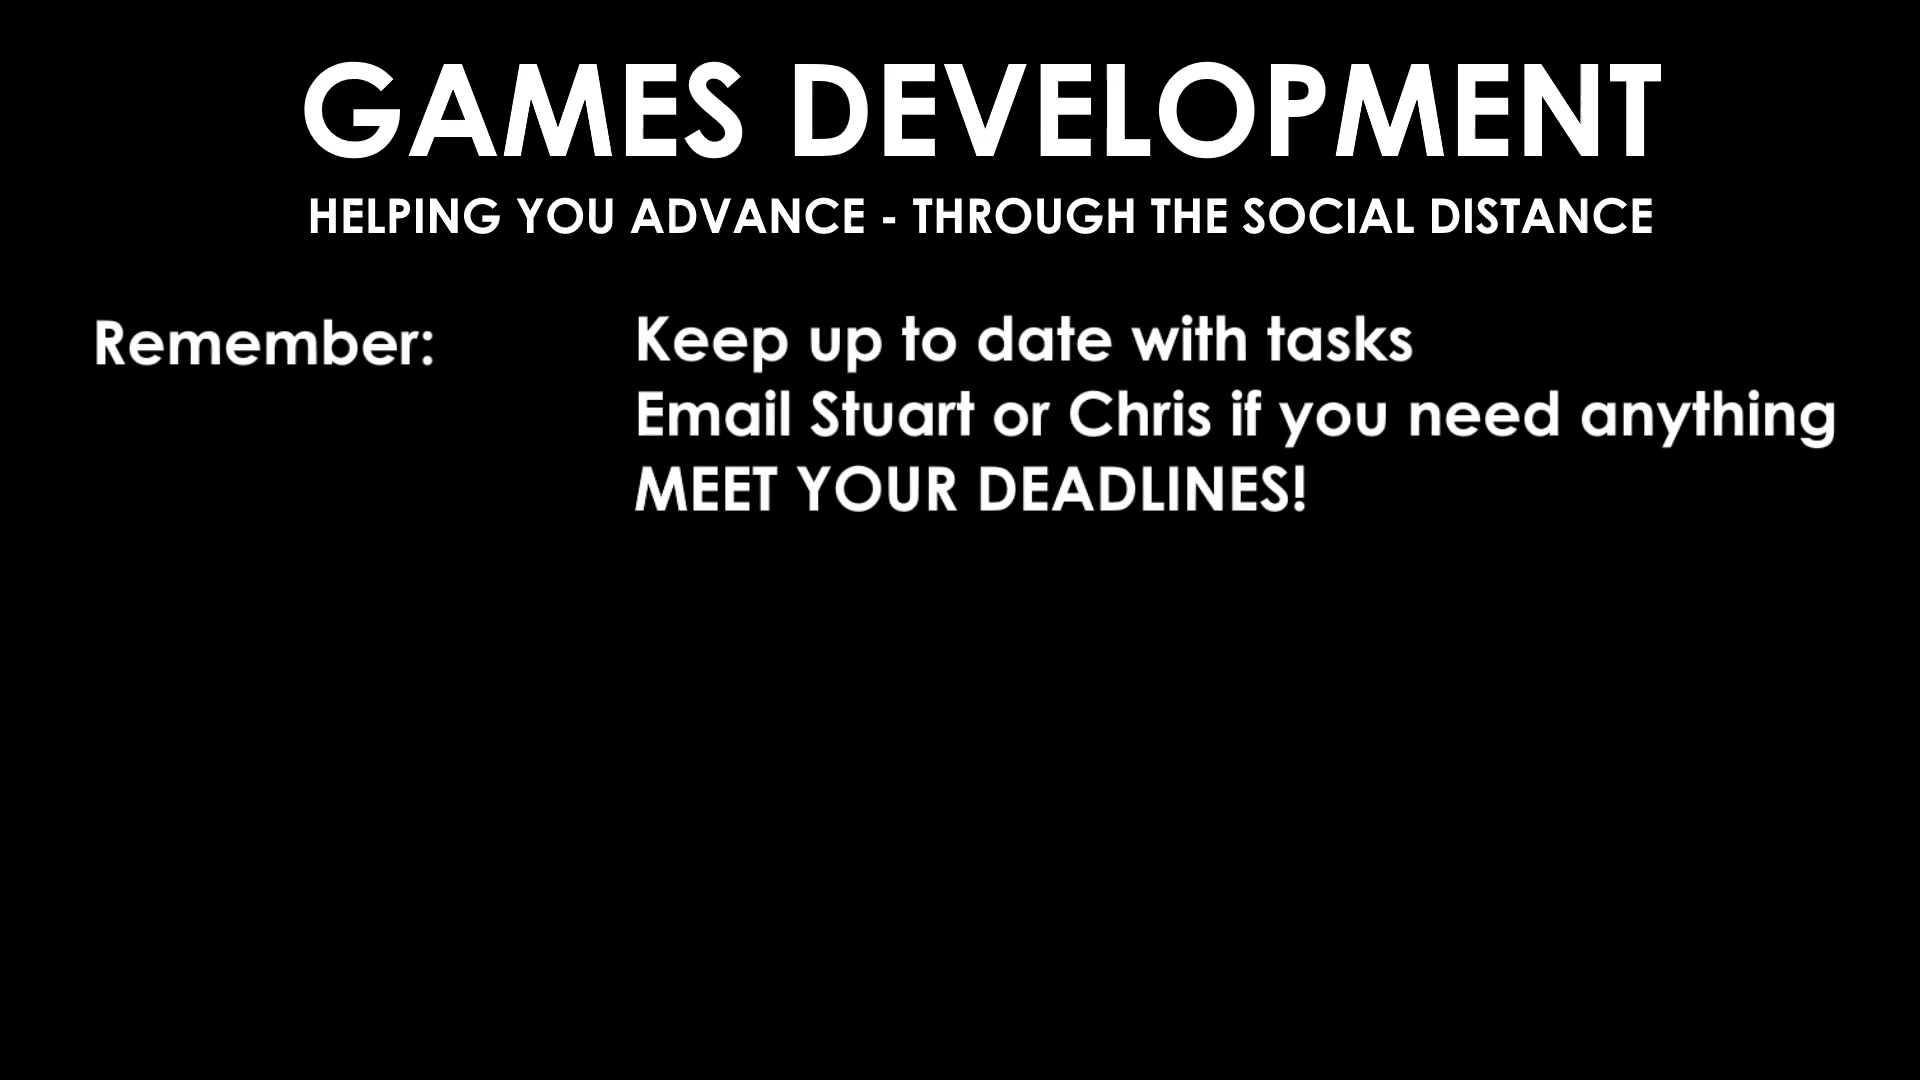 GAMES DEVELOPMENT
HELPING YOU ADVANCE - THROUGH THE SOCIAL DISTANCE
Remember:
Keep up to date with tasks
Email Stuart or Chris if you need anything
MEET YOUR DEADLINES!